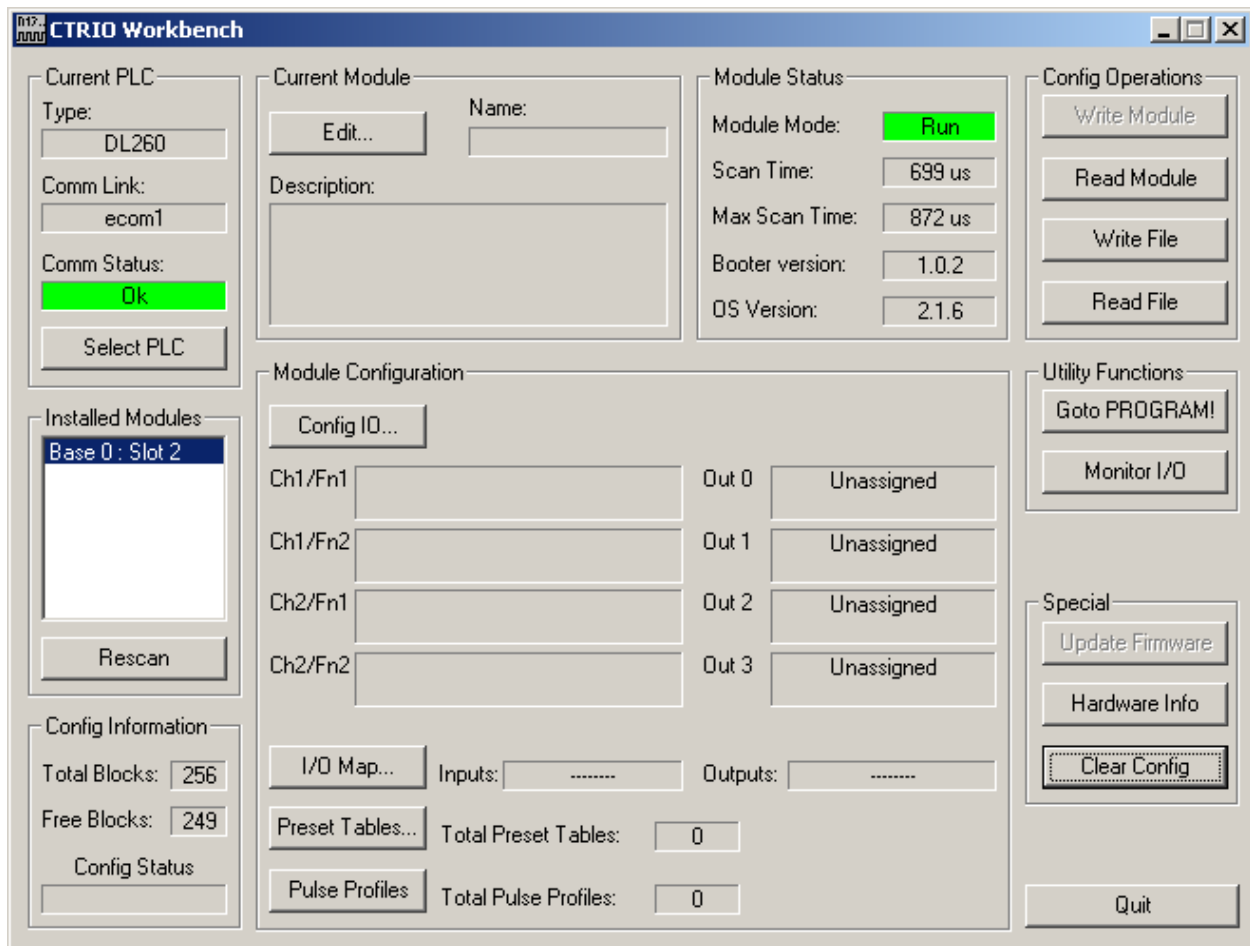 CTRIO Workbench
Current PLC
Type:
DL260
Comm Link:
ecom1
Comm Status:
Ok
Select PLC
Installed Modules
Base 0 : Slot 2
Rescan
Config Information
Total Blocks: 256
Free Blocks: 249
Config Status
Current Module
Edit...
Name:
Description:
Module Status
Module Mode: Run
Scan Time: 699 us
Max Scan Time: 872 us
Booter version: 1.0.2
OS Version: 2.1.6
Module Configuration
Config IO...
Ch1/Fn1
Out 0 Unassigned
Ch1/Fn2
Out 1 Unassigned
Ch2/Fn1
Out 2 Unassigned
Ch2/Fn2
Out 3 Unassigned
I/O Map... Inputs: -------- Outputs: --------
Preset Tables... Total Preset Tables: 0
Pulse Profiles Total Pulse Profiles: 0
Config Operations
Write Module
Read Module
Write File
Read File
Utility Functions
Goto PROGRAM!
Monitor I/O
Special
Update Firmware
Hardware Info
Clear Config
Quit